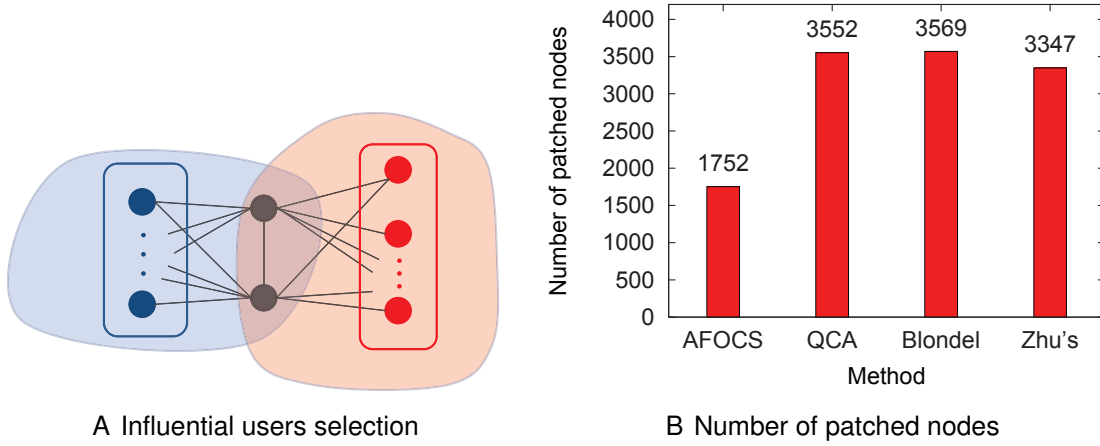 4000
3500
3000
2500
2000
1500
1000
500
0
Number of patched nodes
1752
3552
3569
3347
AFOCS QCA Blondel Zhu's
Method
A Influential users selection
B Number of patched nodes